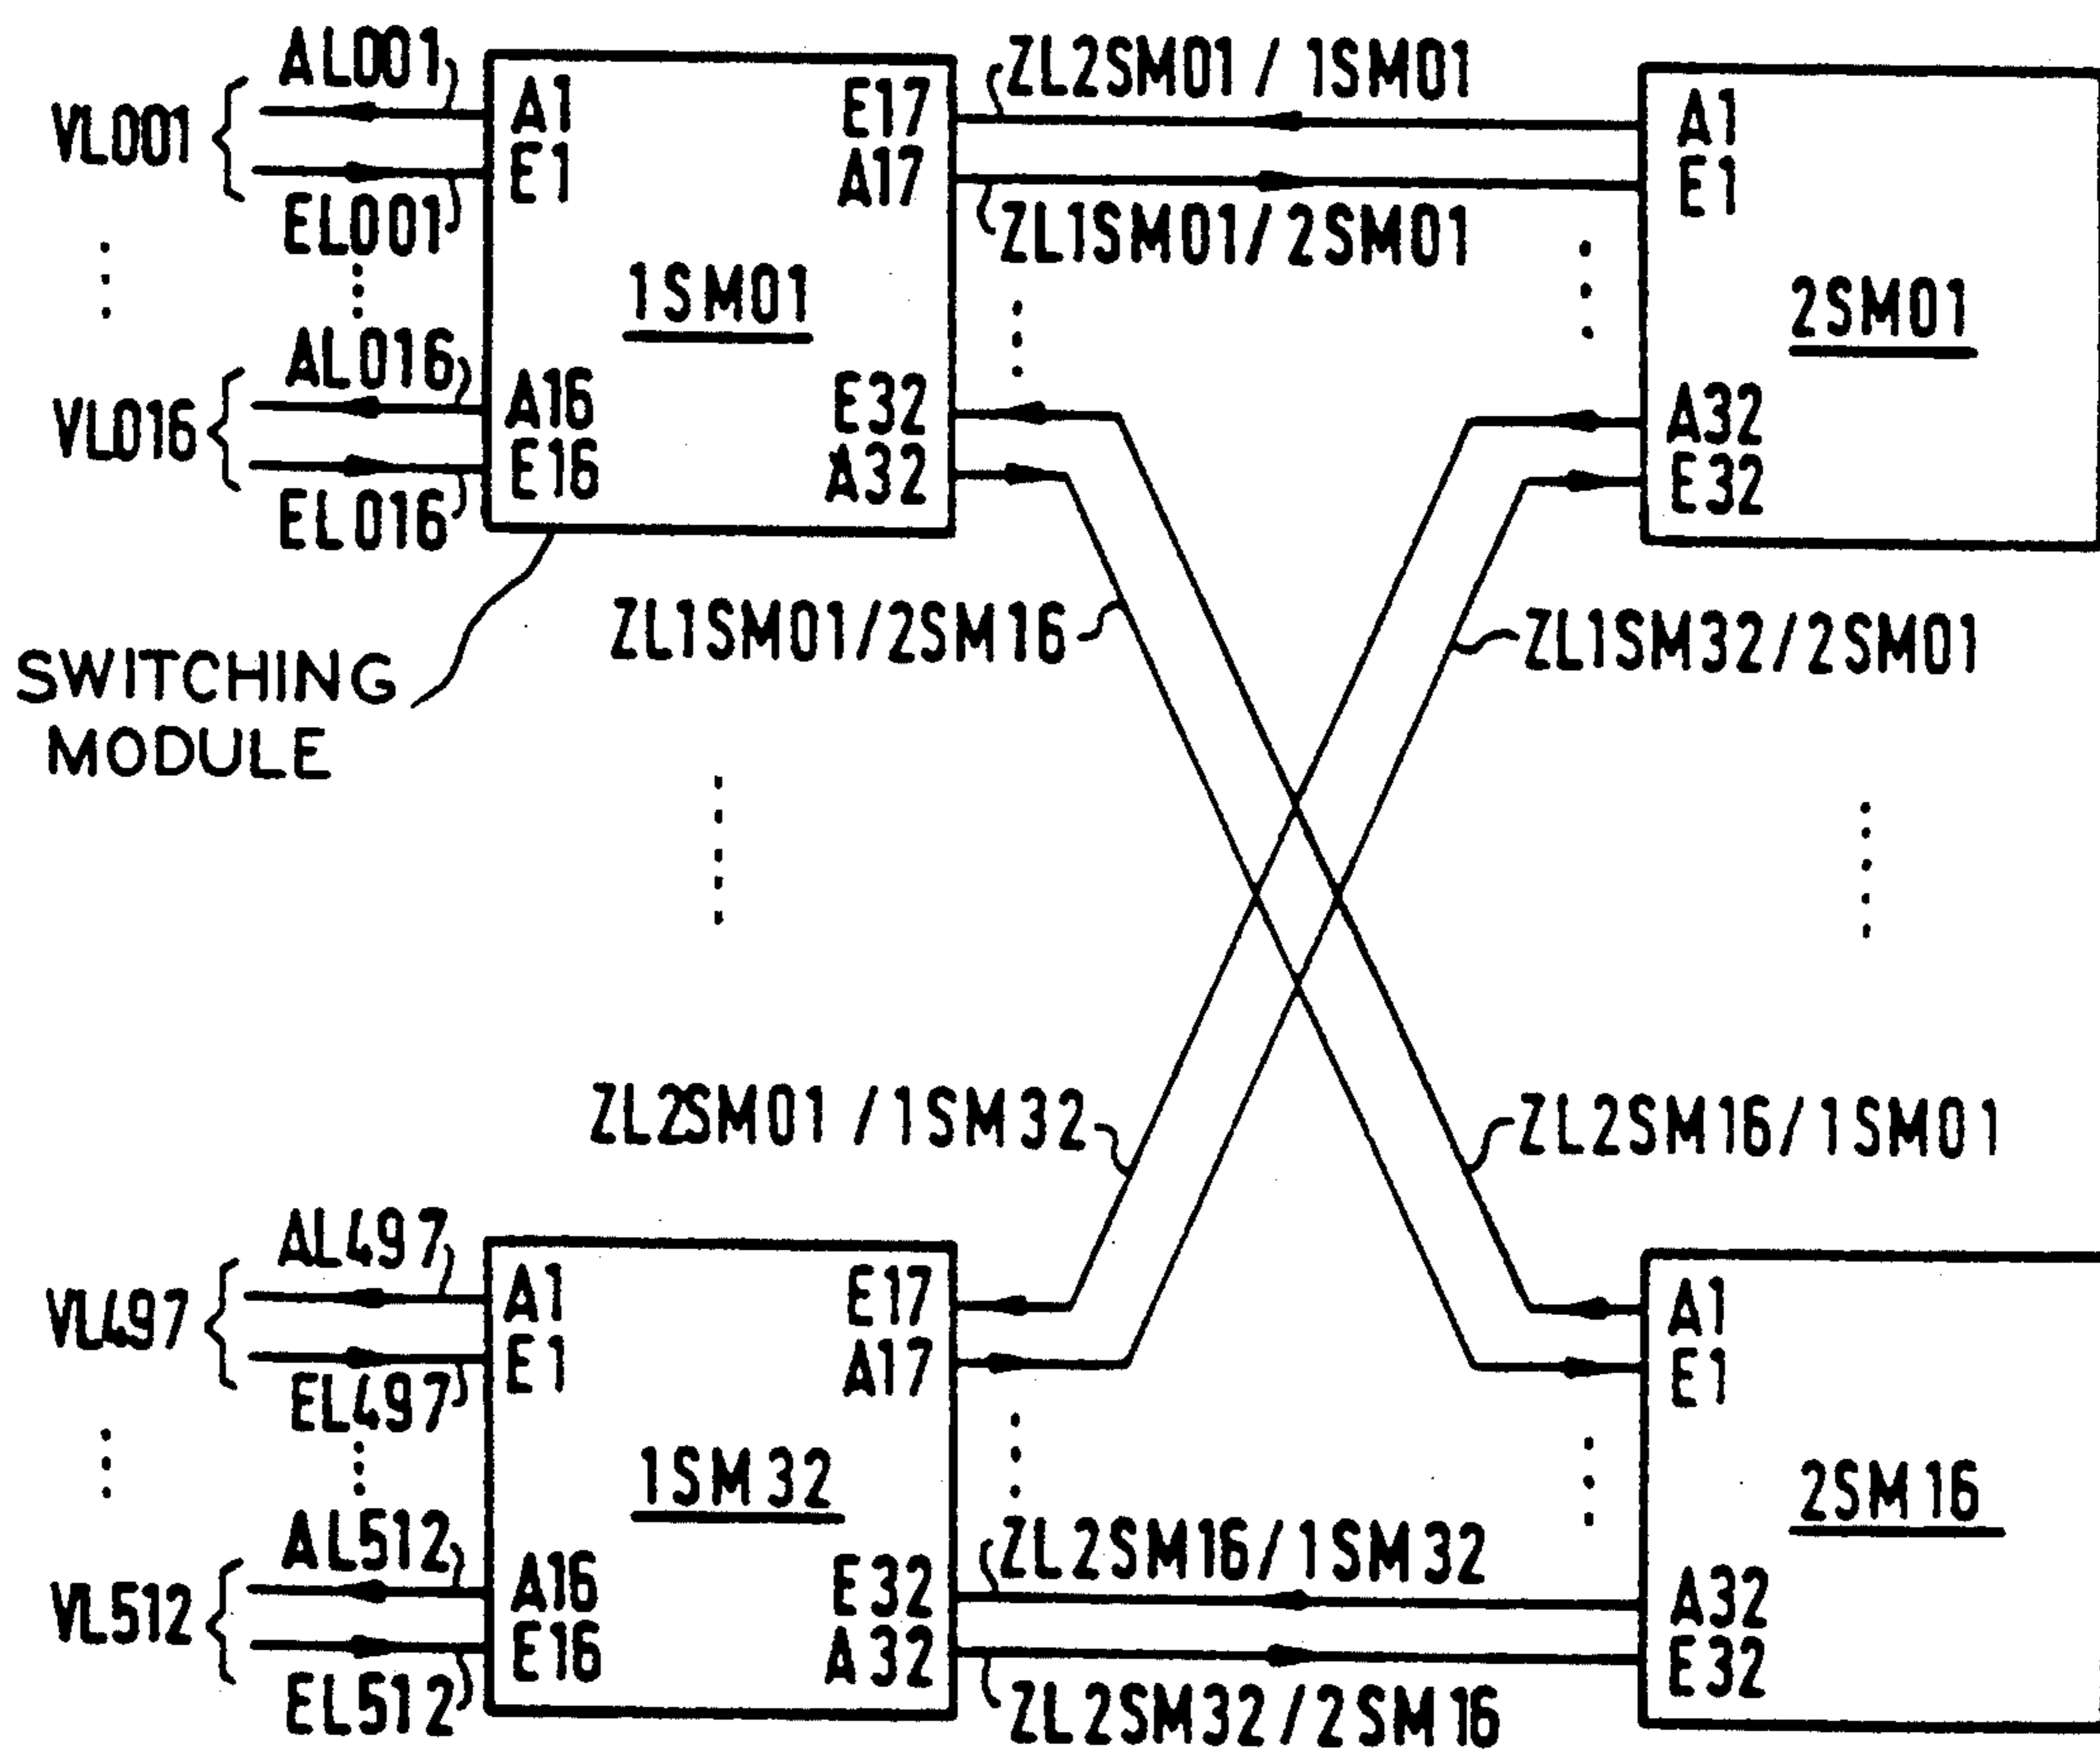 AL001
VL001
EL001
A1
E1
E17
A17
ZL2SM01 / 1SM01
ZL1SM01/2SM01
A1
E1
1SM01
2SM01
AL016
VL016
EL016
A16
E16
E32
A32
A32
E32
SWITCHING
MODULE
ZL1SM01/2SM16
ZL1SM32/2SM01
ZL2SM01 /1SM32
ZL2SM16/1SM01
AL497
VL497
EL497
A1
E1
E17
A17
A1
E1
1SM32
2SM16
AL512
VL512
EL512
A16
E16
E32
A32
ZL2SM16/1SM32
ZL2SM32/2SM16
A32
E32